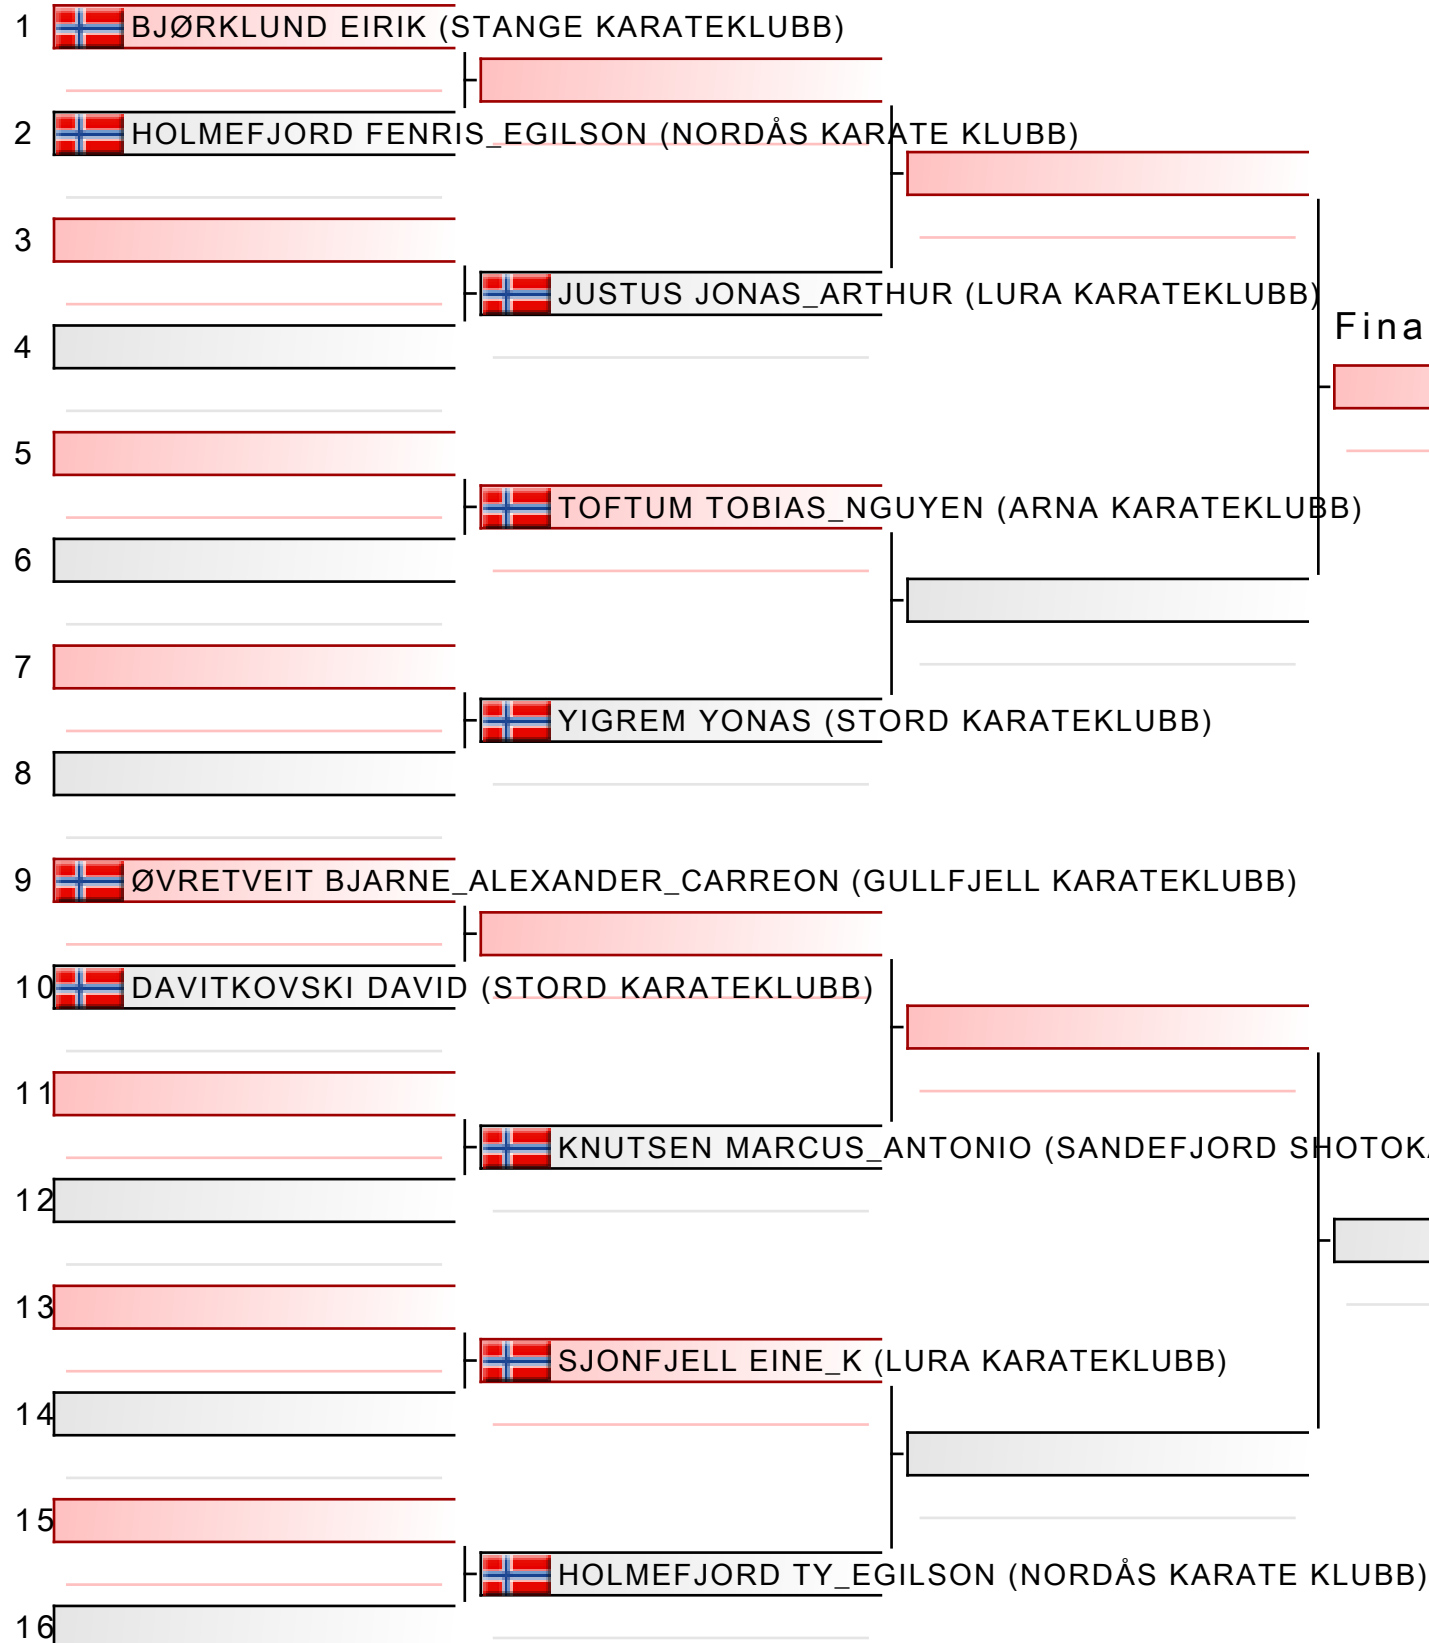 1 BJØRKLUND EIRIK (STANGE KARATEKLUBB)
2 HOLMEFJORD FENRIS_EGILSON (NORDÅS KARATE KLUBB)
3
JUSTUS JONAS_ARTHUR (LURA KARATEKLUBB)
Fina
4
5
TOFTUM TOBIAS_NGUYEN (ARNA KARATEKLUBB)
6
7
YIGREM YONAS (STORD KARATEKLUBB)
8
9 ØVRETVEIT BJARNE_ALEXANDER_CARREON (GULLFJELL KARATEKLUBB)
10 DAVITKOVSKI DAVID (STORD KARATEKLUBB)
11
KNUTSEN MARCUS_ANTONIO (SANDEFJORD SHOTOKA
12
13
SJONFJELL EINE_K (LURA KARATEKLUBB)
14
15
HOLMEFJORD TY_EGILSON (NORDÅS KARATE KLUBB)
16